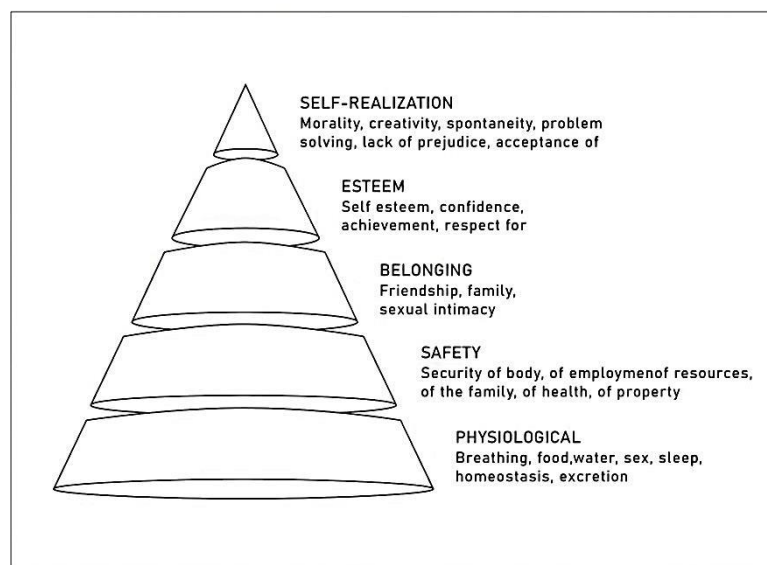 SELF-REALIZATION
Morality, creativity, spontaneity, problem
solving, lack of prejudice, acceptance of
ESTEEM
Self esteem, confidence,
achievement, respect for
BELONGING
Friendship, family,
sexual intimacy
SAFETY
Security of body, of employmenof resources,
of the family, of health, of property
PHYSIOLOGICAL
Breathing, food,water, sex, sleep,
homeostasis, excretion